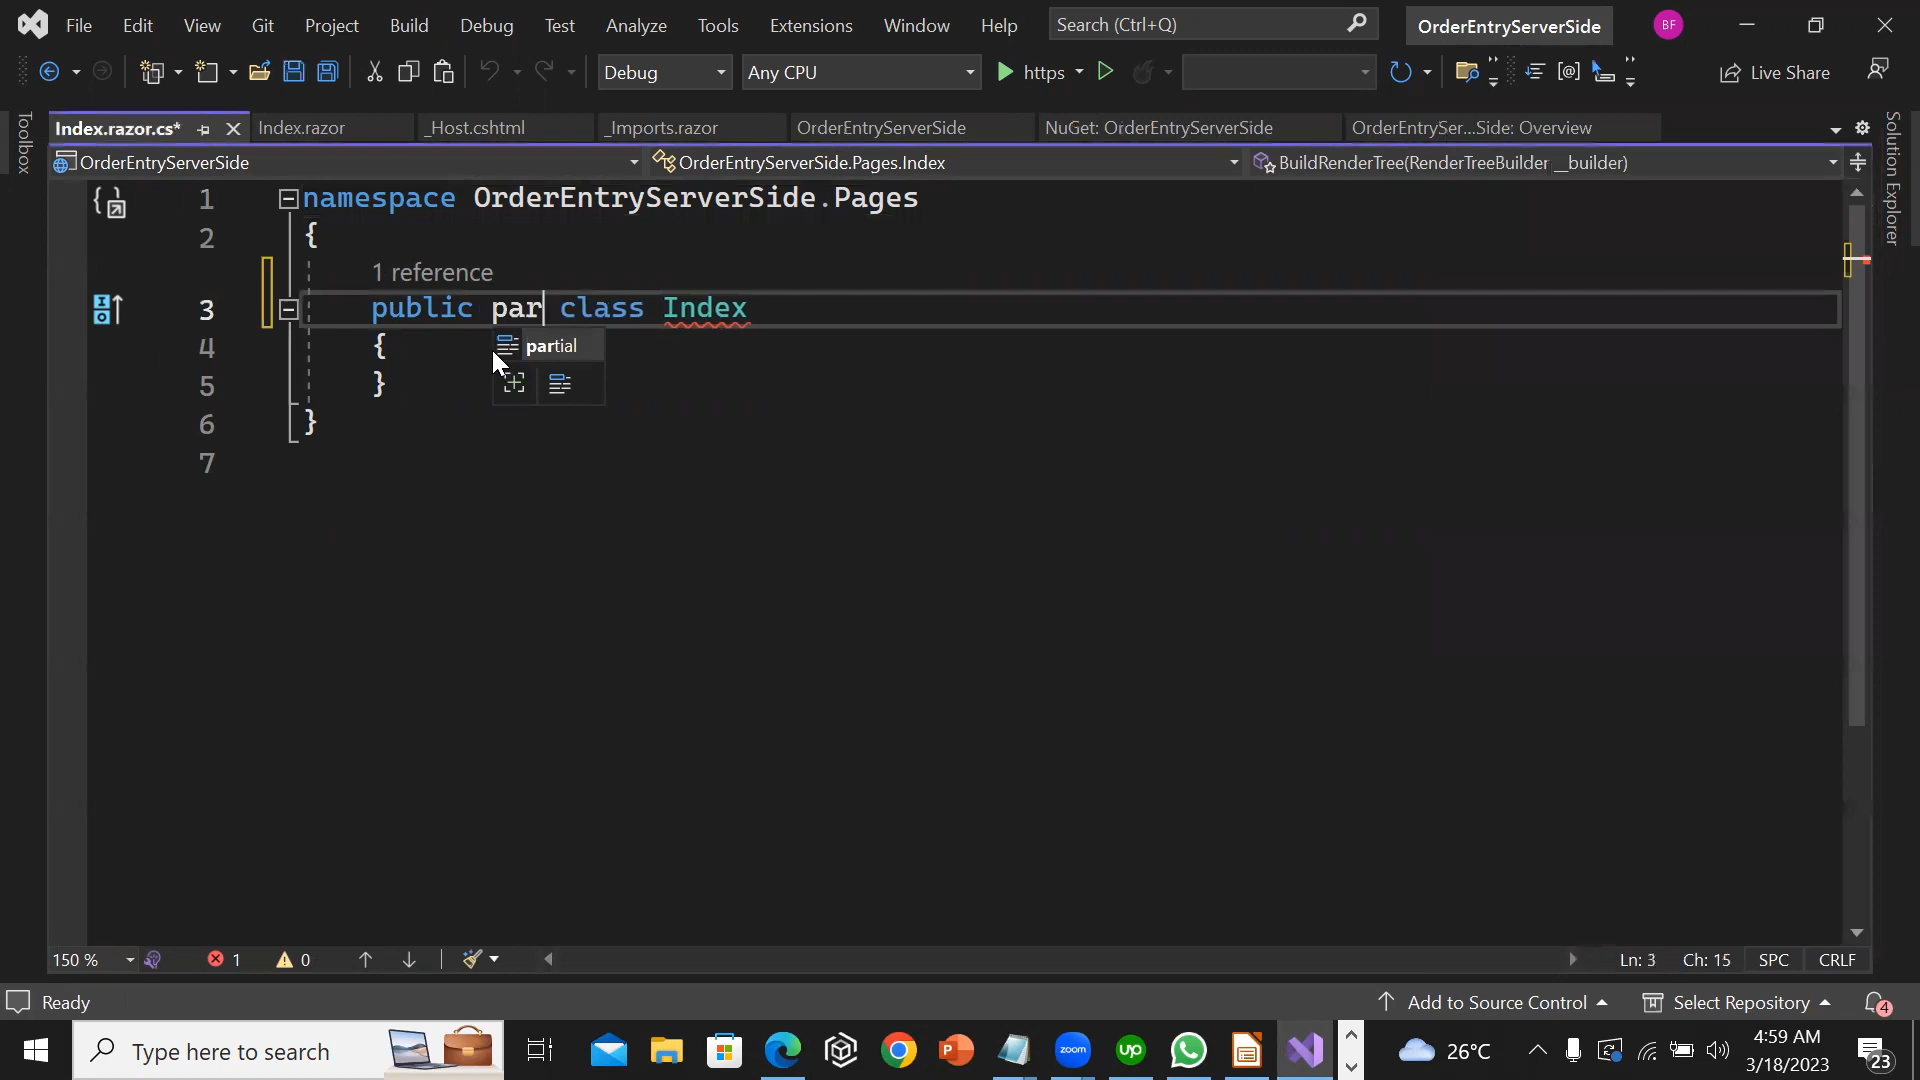 File Edit View Git Project Build Debug Test Analyze Tools Extensions Window Help Search (Ctrl+Q) OrderEntryServerSide BF
Debug Any CPU https Live Share
Index.razor.cs* Index.razor _Host.cshtml _Imports.razor OrderEntryServerSide NuGet: OrderEntryServerSide OrderEntrySer...Side: Overview
OrderEntryServerSide OrderEntryServerSide.Pages.Index BuildRenderTree(RenderTreeBuilder __builder)
Toolbox
Solution Explorer
1 namespace OrderEntryServerSide.Pages
2 {
1 reference
3 public par class Index
4 {
partial
5 }
6 }
7
150 % 1 0 Ln: 3 Ch: 15 SPC CRLF
Ready Add to Source Control Select Repository 4
Type here to search zoom up 26°C 4:59 AM
3/18/2023 23